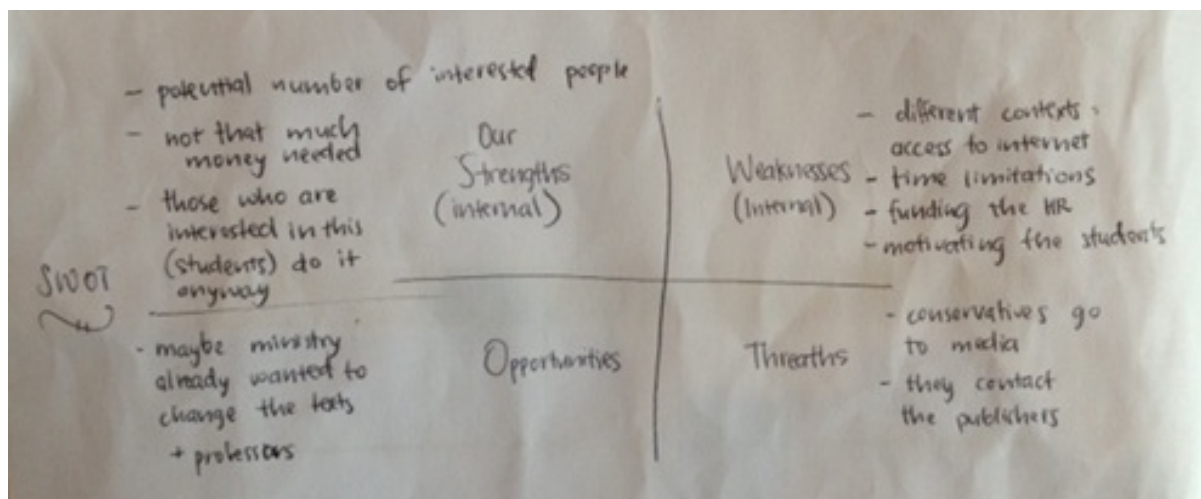 SWOT
- potential number of interested people
- not that much
money needed
- those who are
interested in this
(students) do it
anyway
Our
Strengths
(internal)
Weaknesses
(Internal)
- different contexts,
access to internet
- time limitations
- funding the HR
- motivating the students
- maybe ministry
already wanted to
change the texts
+ professors
Opportunities
Threaths
- conservatives go
to media
- they contact
the publishers